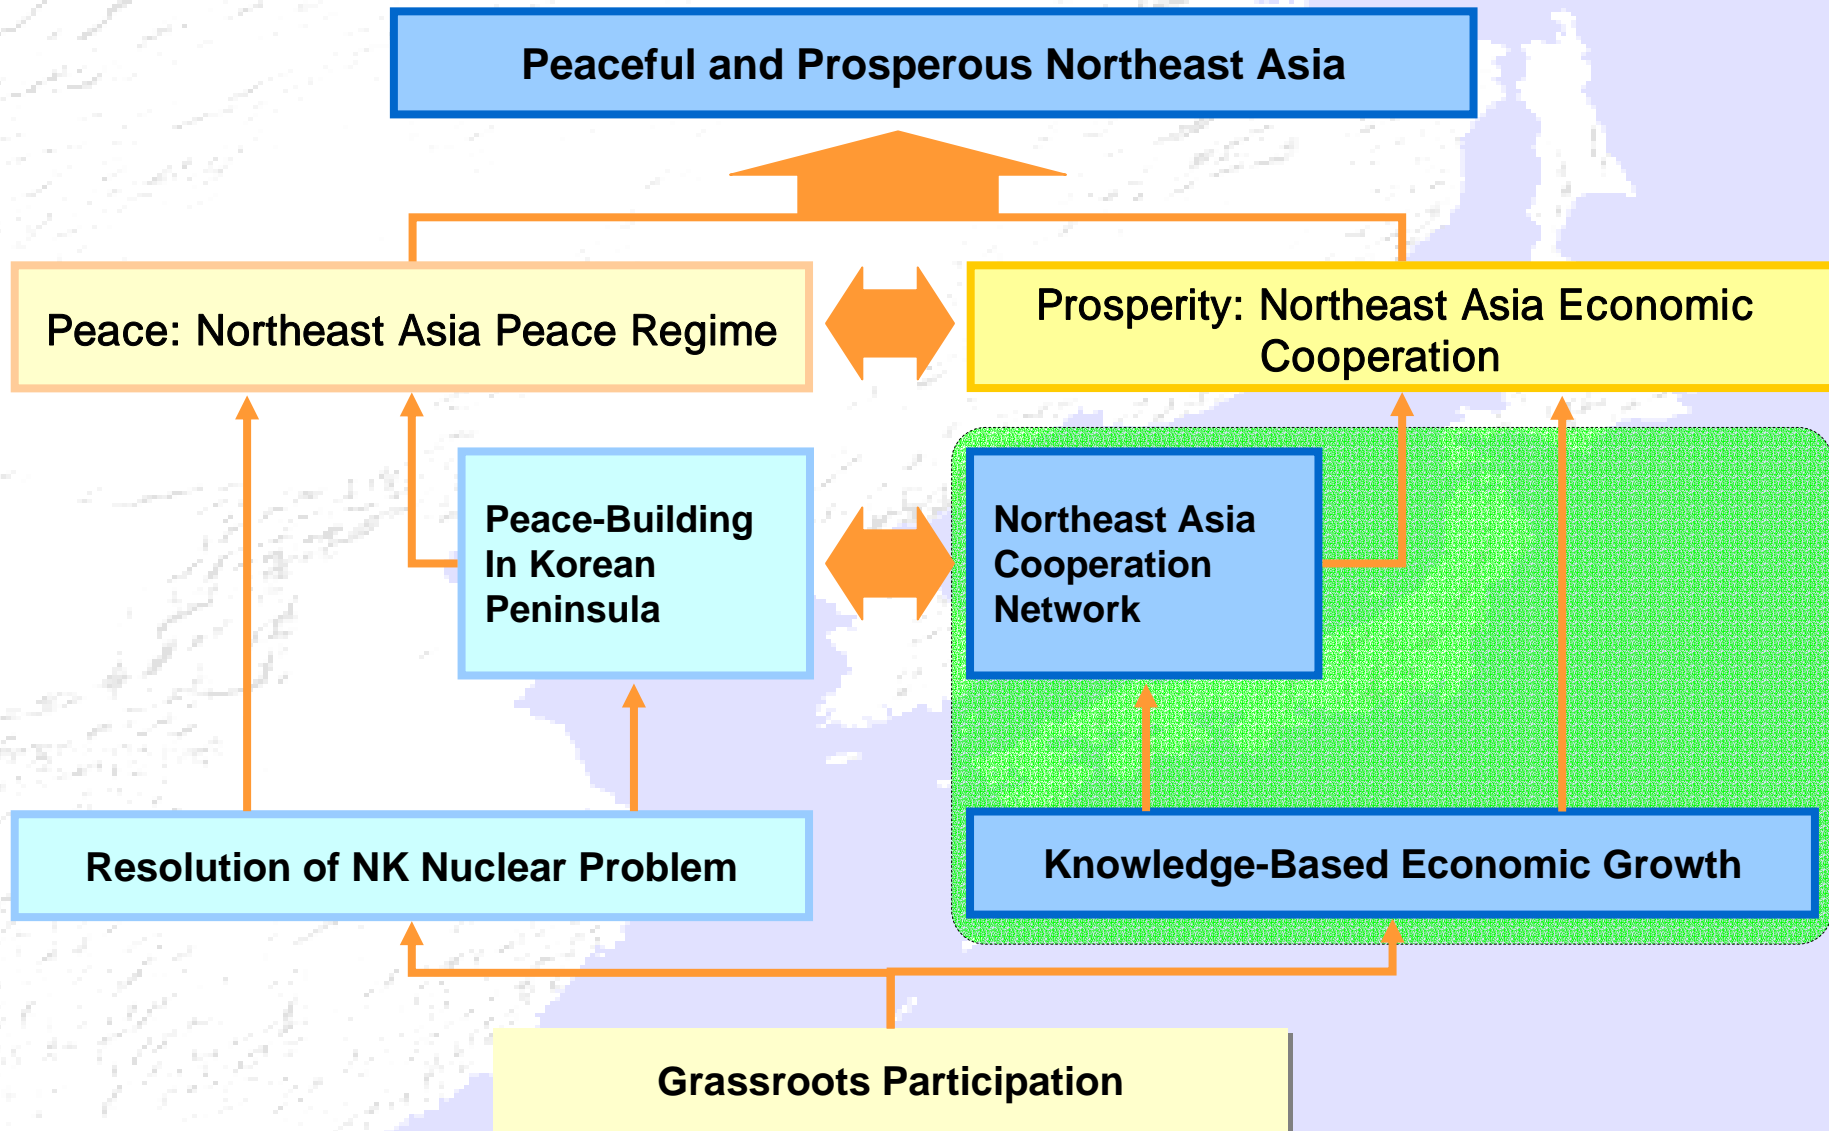 Peaceful and Prosperous Northeast Asia
Peace: Northeast Asia Peace Regime
Prosperity: Northeast Asia Economic
Cooperation
Peace-Building
In Korean
Peninsula
Northeast Asia
Cooperation
Network
Resolution of NK Nuclear Problem
Knowledge-Based Economic Growth
Grassroots Participation